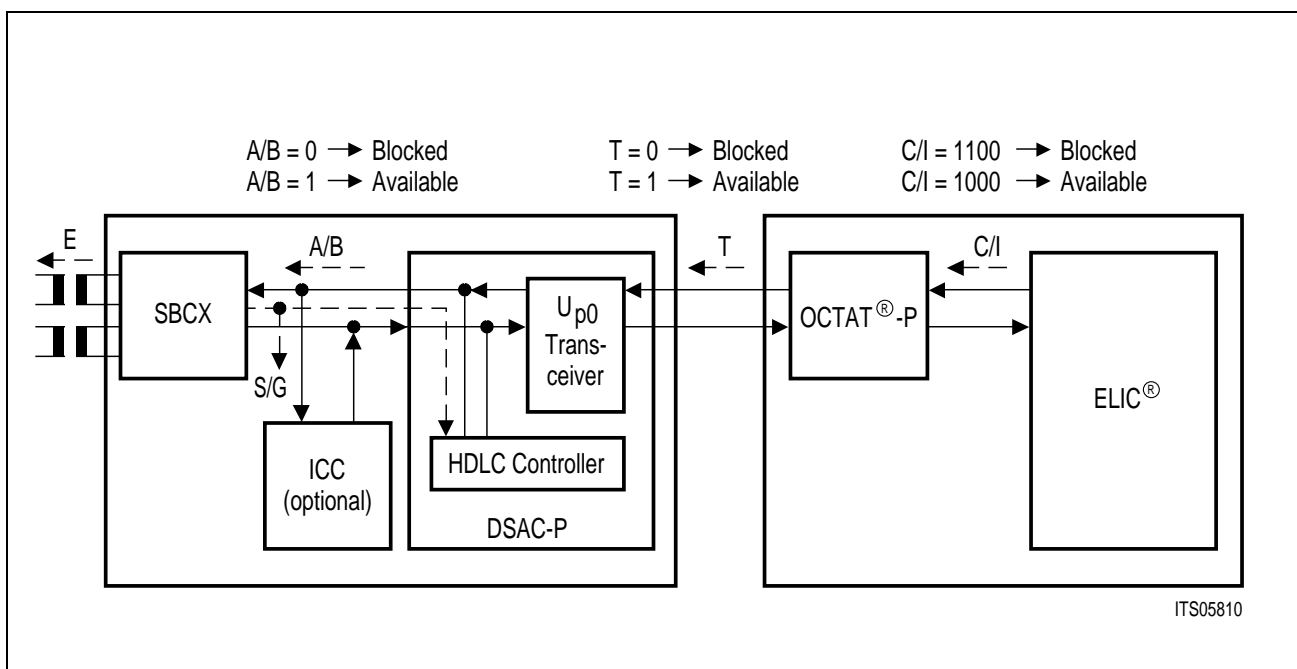 A/B = 0 → Blocked
A/B = 1 → Available
T = 0 → Blocked
T = 1 → Available
C/I = 1100 → Blocked
C/I = 1000 → Available
E
A/B
T
C/I
SBCX
S/G
ICC
(optional)
Up0
Trans-
ceiver
HDLC Controller
DSAC-P
OCTAT®-P
ELIC®
ITS05810